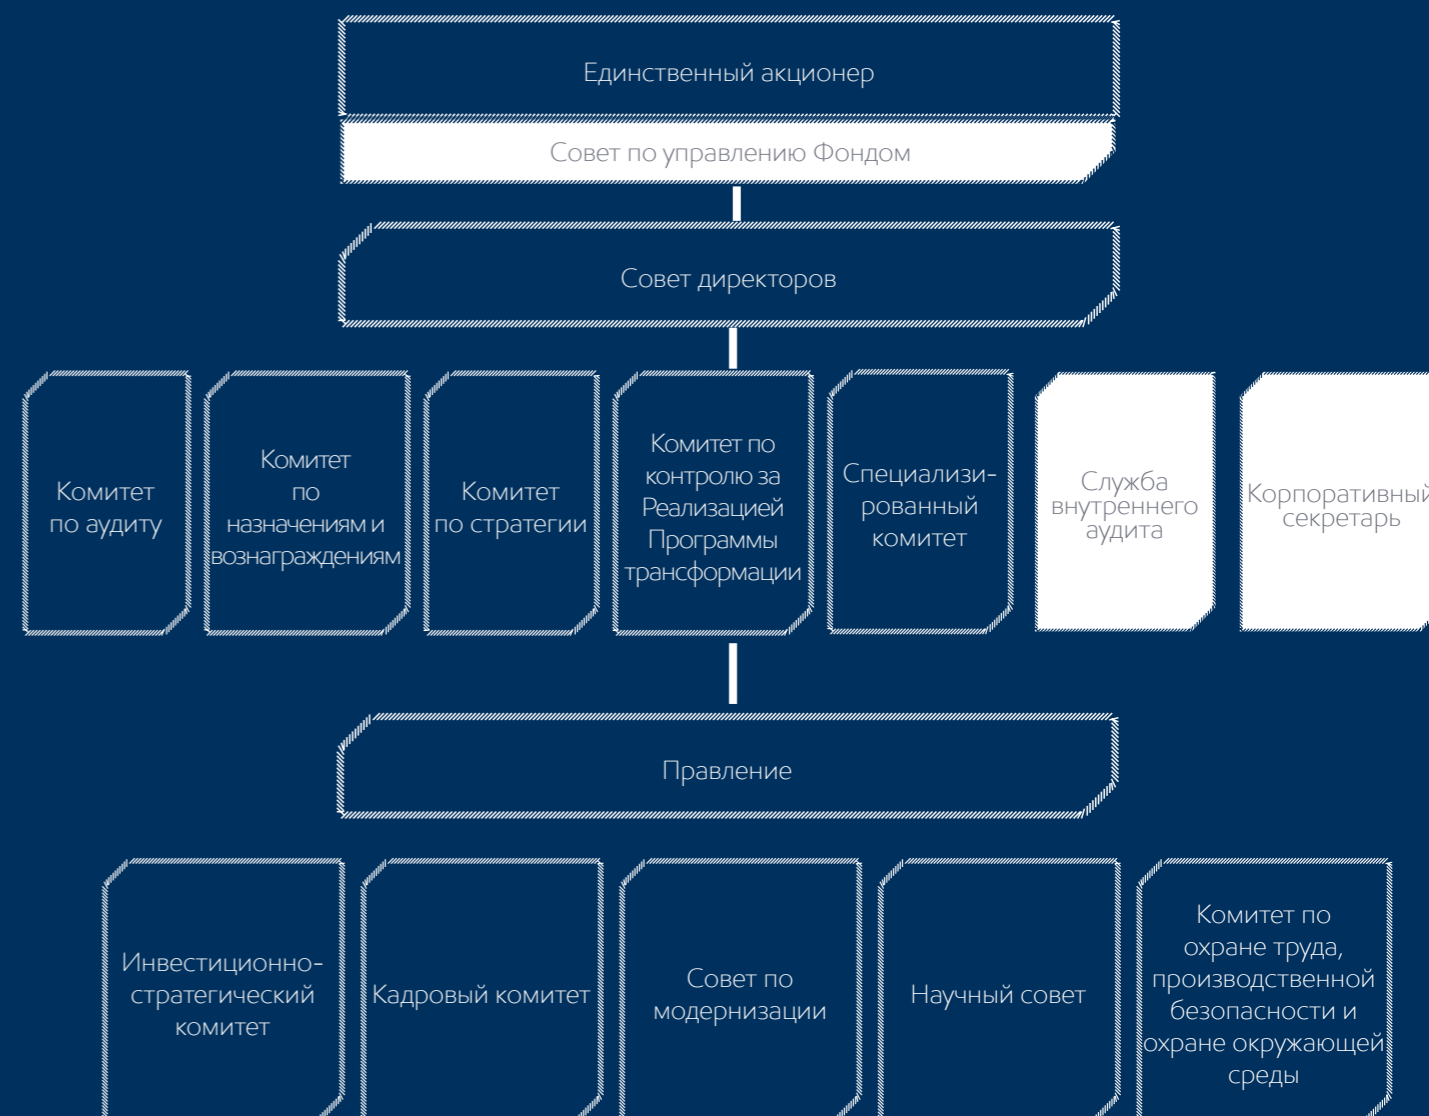 Единственный акционер
Совет по управлению Фондом
Совет директоров
Комитет
по аудиту
Комитет
по
назначениям и
вознаграждениям
Комитет
по стратегии
Комитет по
контролю за
Реализацией
Программы
трансформации
Специализи-
рованный
комитет
Служба
внутреннего
аудита
Корпоративный
секретарь
Правление
Инвестиционно-
стратегический
комитет
Кадровый комитет
Совет по
модернизации
Научный совет
Комитет по
охране труда,
производственной
безопасности и
охране окружающей
среды